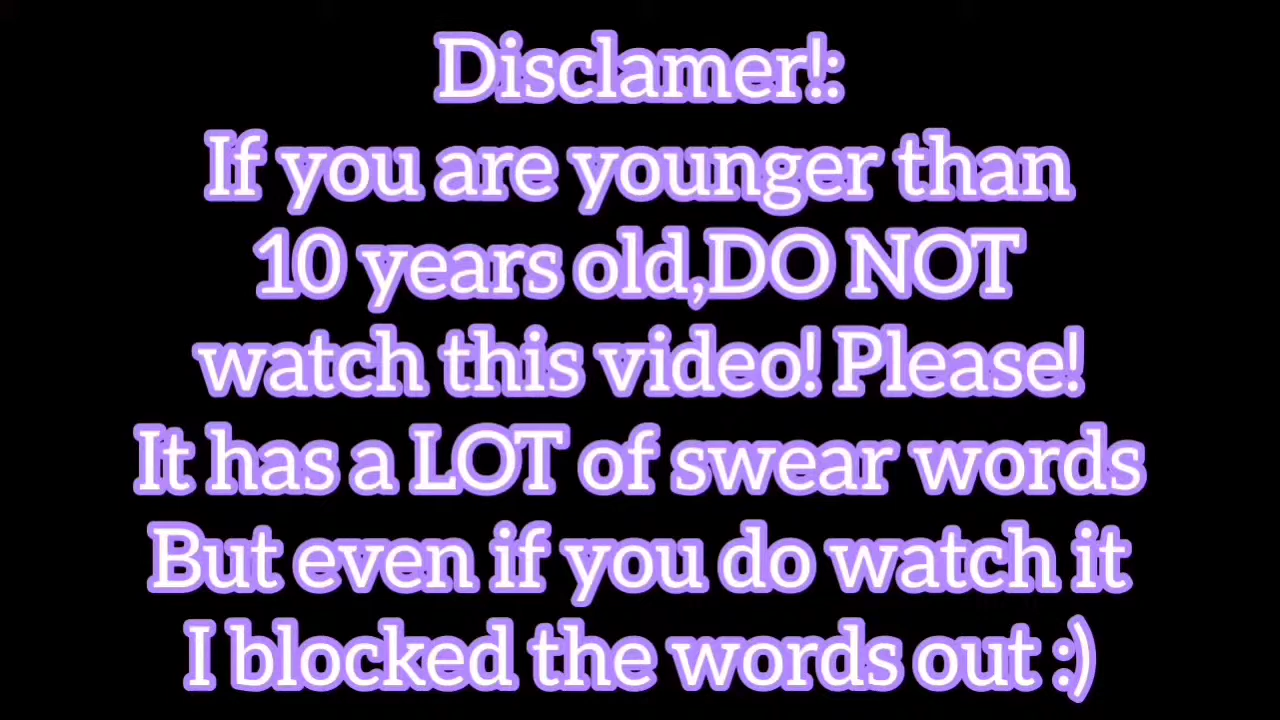 Disclamer!:
If you are younger than
10 years old,DO NOT
watch this video! Please!
It has a LOT of swear words
But even if you do watch it
I blocked the words out :)